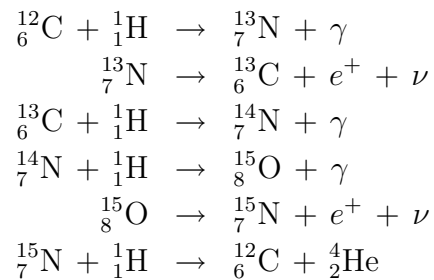 ¹²₆C + ¹₁H → ¹³₇N + γ
¹³₇N → ¹³₆C + e⁺ + ν
¹³₆C + ¹₁H → ¹⁴₇N + γ
¹⁴₇N + ¹₁H → ¹⁵₈O + γ
¹⁵₈O → ¹⁵₇N + e⁺ + ν
¹⁵₇N + ¹₁H → ¹²₆C + ⁴₂He